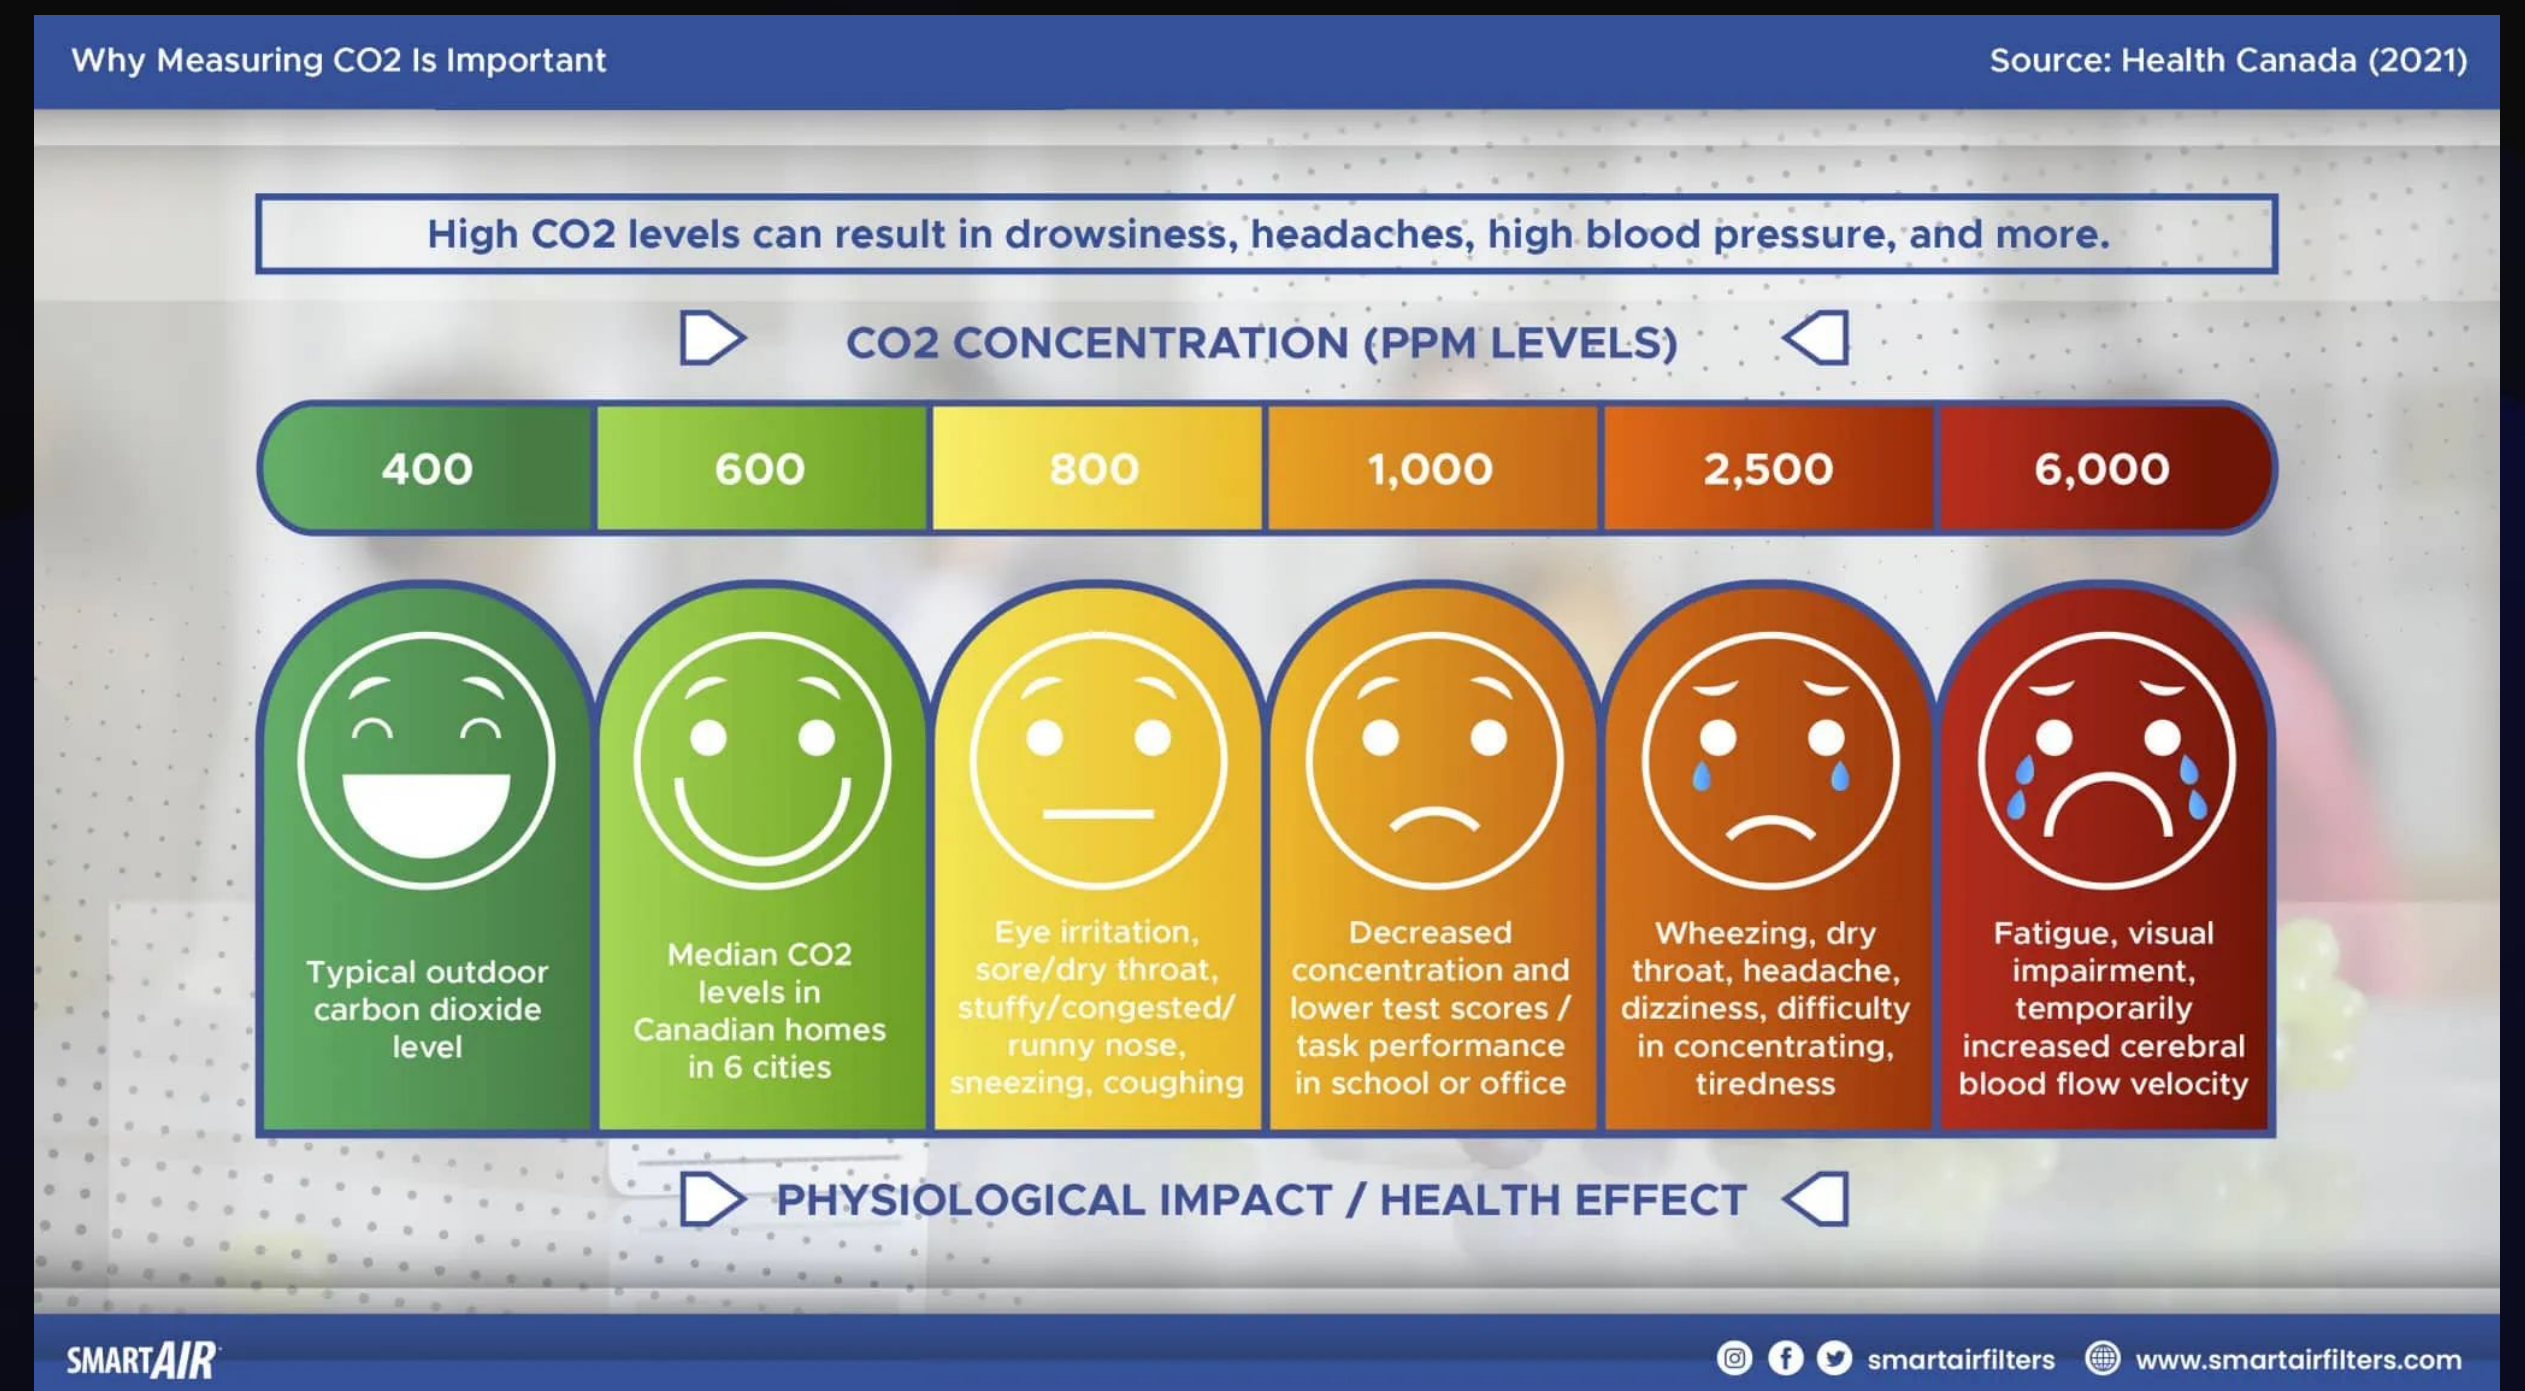 Why Measuring CO2 Is Important
Source: Health Canada (2021)
High CO2 levels can result in drowsiness, headaches, high blood pressure, and more.
CO2 CONCENTRATION (PPM LEVELS)
400
600
800
1,000
2,500
6,000
Typical outdoor
carbon dioxide
level
Median CO2
levels in
Canadian homes
in 6 cities
Eye irritation,
sore/dry throat,
stuffy/congested/
runny nose,
sneezing, coughing
Decreased
concentration and
lower test scores /
task performance
in school or office
Wheezing, dry
throat, headache,
dizziness, difficulty
in concentrating,
tiredness
Fatigue, visual
impairment,
temporarily
increased cerebral
blood flow velocity
PHYSIOLOGICAL IMPACT / HEALTH EFFECT
SMARTAIR
smartairfilters
www.smartairfilters.com